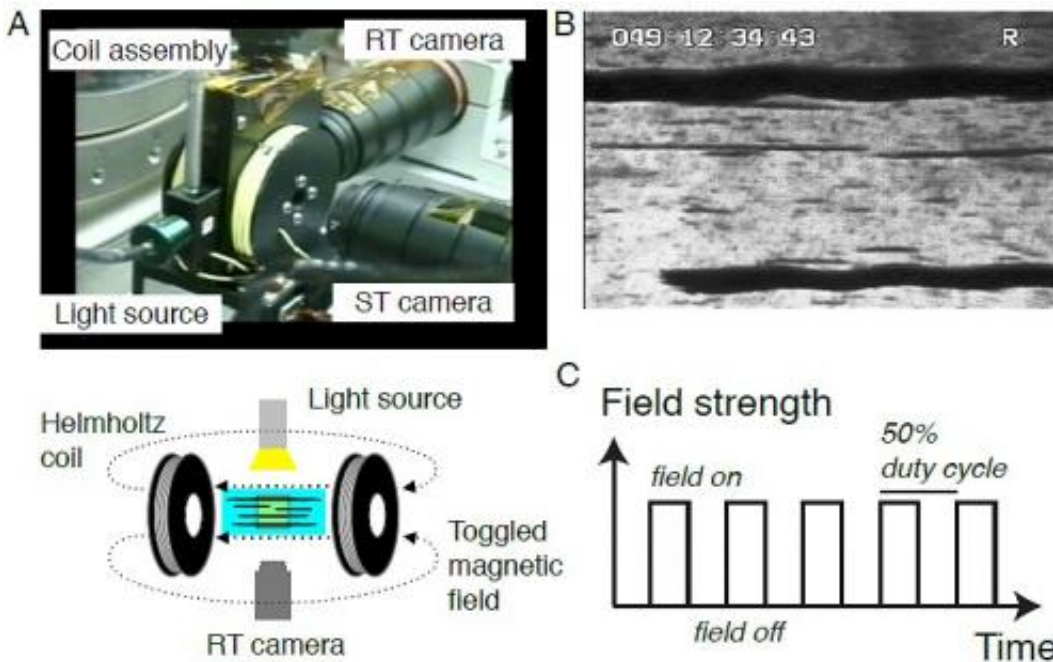 A
Coil assembly
RT camera
Light source
ST camera
B
049:12:34:43 R
Light source
Helmholtz
coil
Toggled
magnetic
field
RT camera
C
Field strength
50%
duty cycle
field on
field off
Time